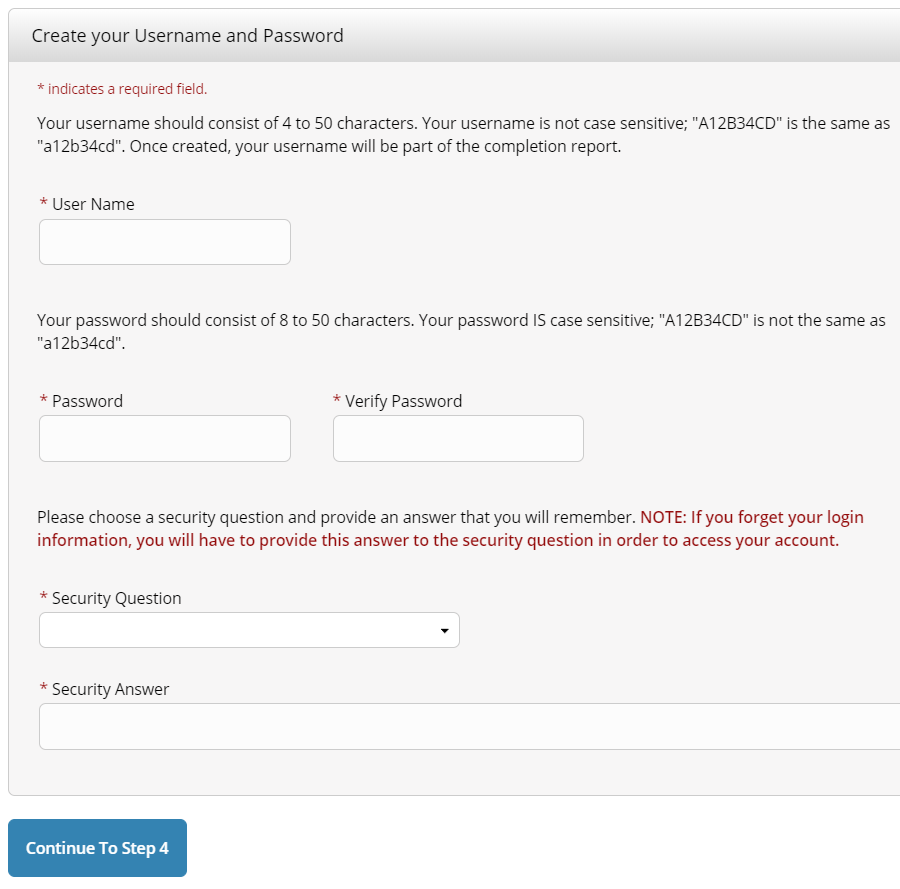 Create your Username and Password
* indicates a required field.
Your username should consist of 4 to 50 characters. Your username is not case sensitive; "A12B34CD" is the same as
"a12b34cd". Once created, your username will be part of the completion report.
* User Name
Your password should consist of 8 to 50 characters. Your password IS case sensitive; "A12B34CD" is not the same as
"a12b34cd".
* Password * Verify Password
Please choose a security question and provide an answer that you will remember. NOTE: If you forget your login
information, you will have to provide this answer to the security question in order to access your account.
* Security Question
* Security Answer
Continue To Step 4